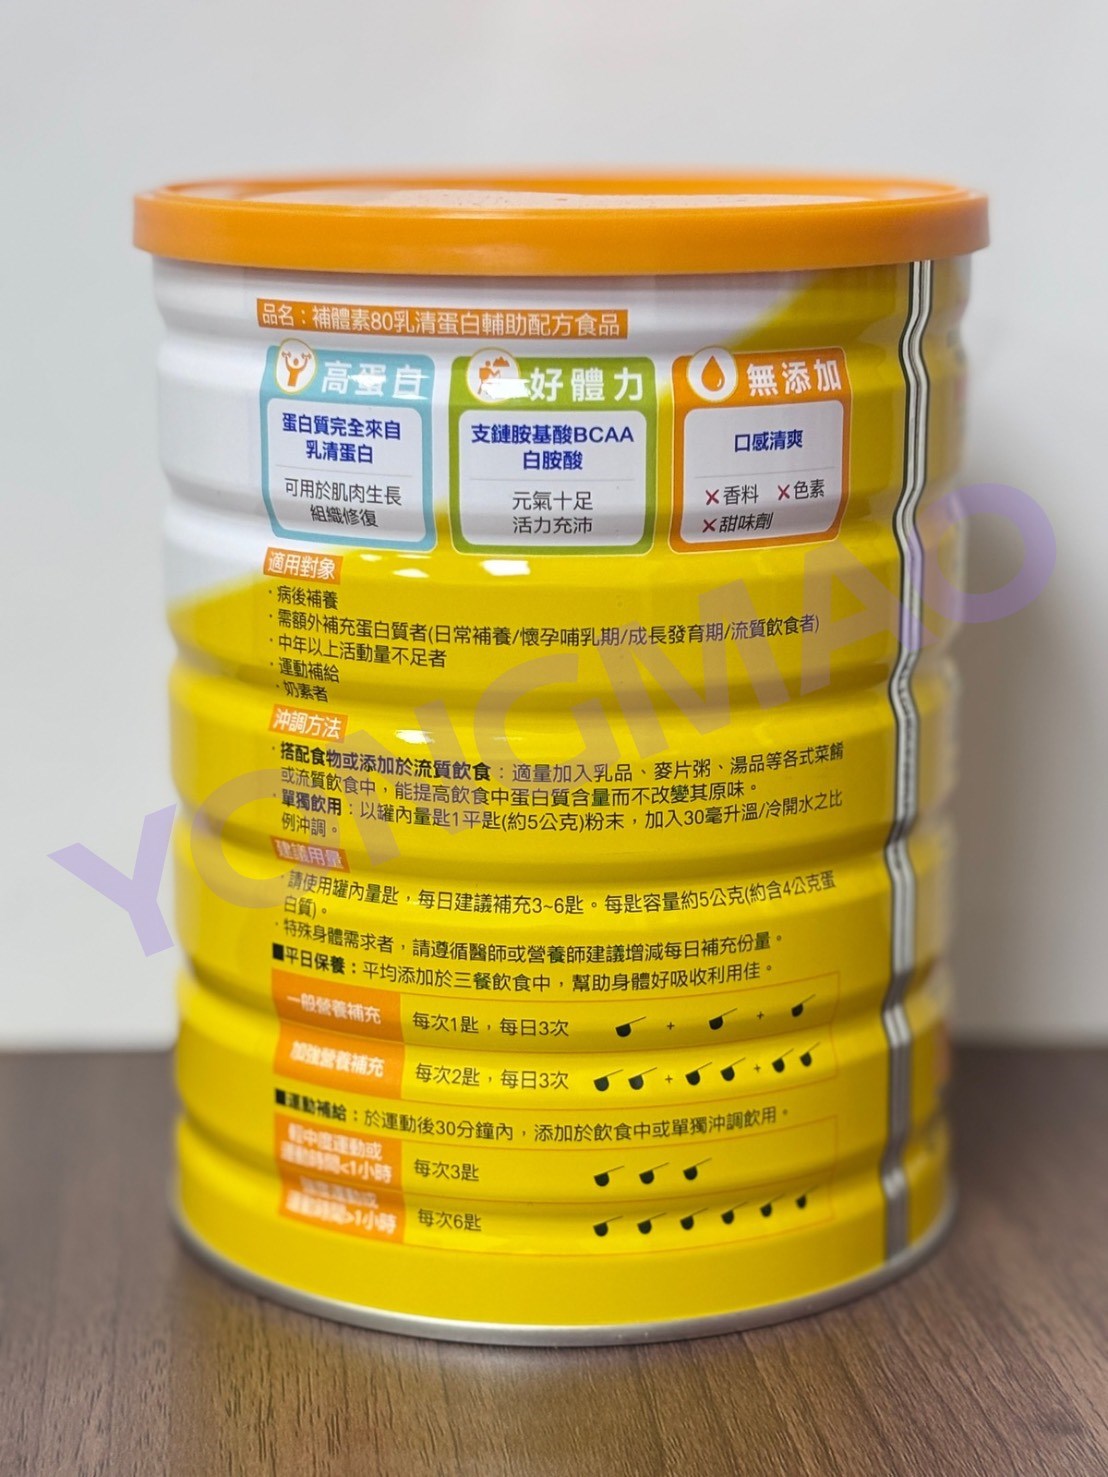 品名：補體素80乳清蛋白輔助配方食品
高蛋白
蛋白質完全來自
乳清蛋白
可用於肌肉生長
組織修復
好體力
支鏈胺基酸BCAA
白胺酸
元氣十足
活力充沛
無添加
口感清爽
×香料 ×色素
×甜味劑
適用對象
·病後補養
·需額外補充蛋白質者(日常補養/懷孕哺乳期/成長發育期/流質飲食者)
·中年以上活動量不足者
·運動補給
·奶素者
沖調方法
·搭配食物或添加於流質飲食：適量加入乳品、麥片粥、湯品等各式菜餚
或流質飲食中，能提高飲食中蛋白質含量而不改變其原味。
·單獨飲用：以罐內量匙1平匙(約5公克)粉末，加入30毫升溫/冷開水之比
例沖調。
建議用量
·請使用罐內量匙，每日建議補充3~6匙。每匙容量約5公克(約含4公克蛋
白質)。
·特殊身體需求者，請遵循醫師或營養師建議增減每日補充份量。
■平日保養：平均添加於三餐飲食中，幫助身體好吸收利用佳。
一般營養補充 每次1匙，每日3次 + +
加強營養補充 每次2匙，每日3次 + +
■運動補給：於運動後30分鐘內，添加於飲食中或單獨沖調飲用。
輕中度運動或
運動時間<1小時 每次3匙
運動時間>1小時 每次6匙
YONGMAO